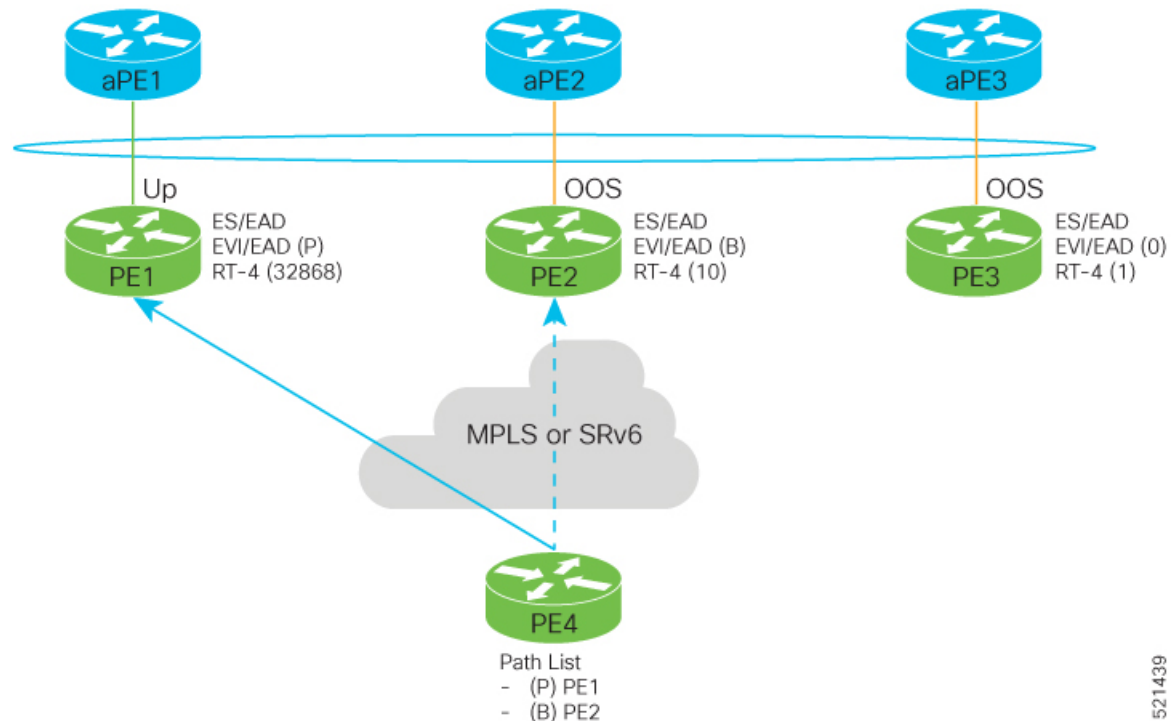 aPE1
aPE2
aPE3
Up
OOS
OOS
PE1
ES/EAD
EVI/EAD (P)
RT-4 (32868)
PE2
ES/EAD
EVI/EAD (B)
RT-4 (10)
PE3
ES/EAD
EVI/EAD (0)
RT-4 (1)
MPLS or SRv6
PE4
Path List
- (P) PE1
- (B) PE2
521439